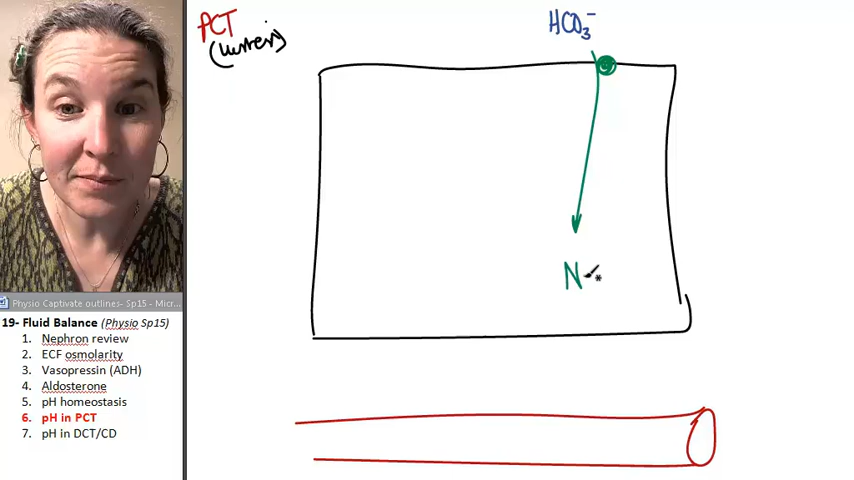 PCT
HCO3⁻
N
Physio Captivate outlines- Sp15 - Micr...
19- Fluid Balance (Physio Sp15)
1. Nephron review
2. ECF osmolarity
3. Vasopressin (ADH)
4. Aldosterone
5. pH homeostasis
6. pH in PCT
7. pH in DCT/CD